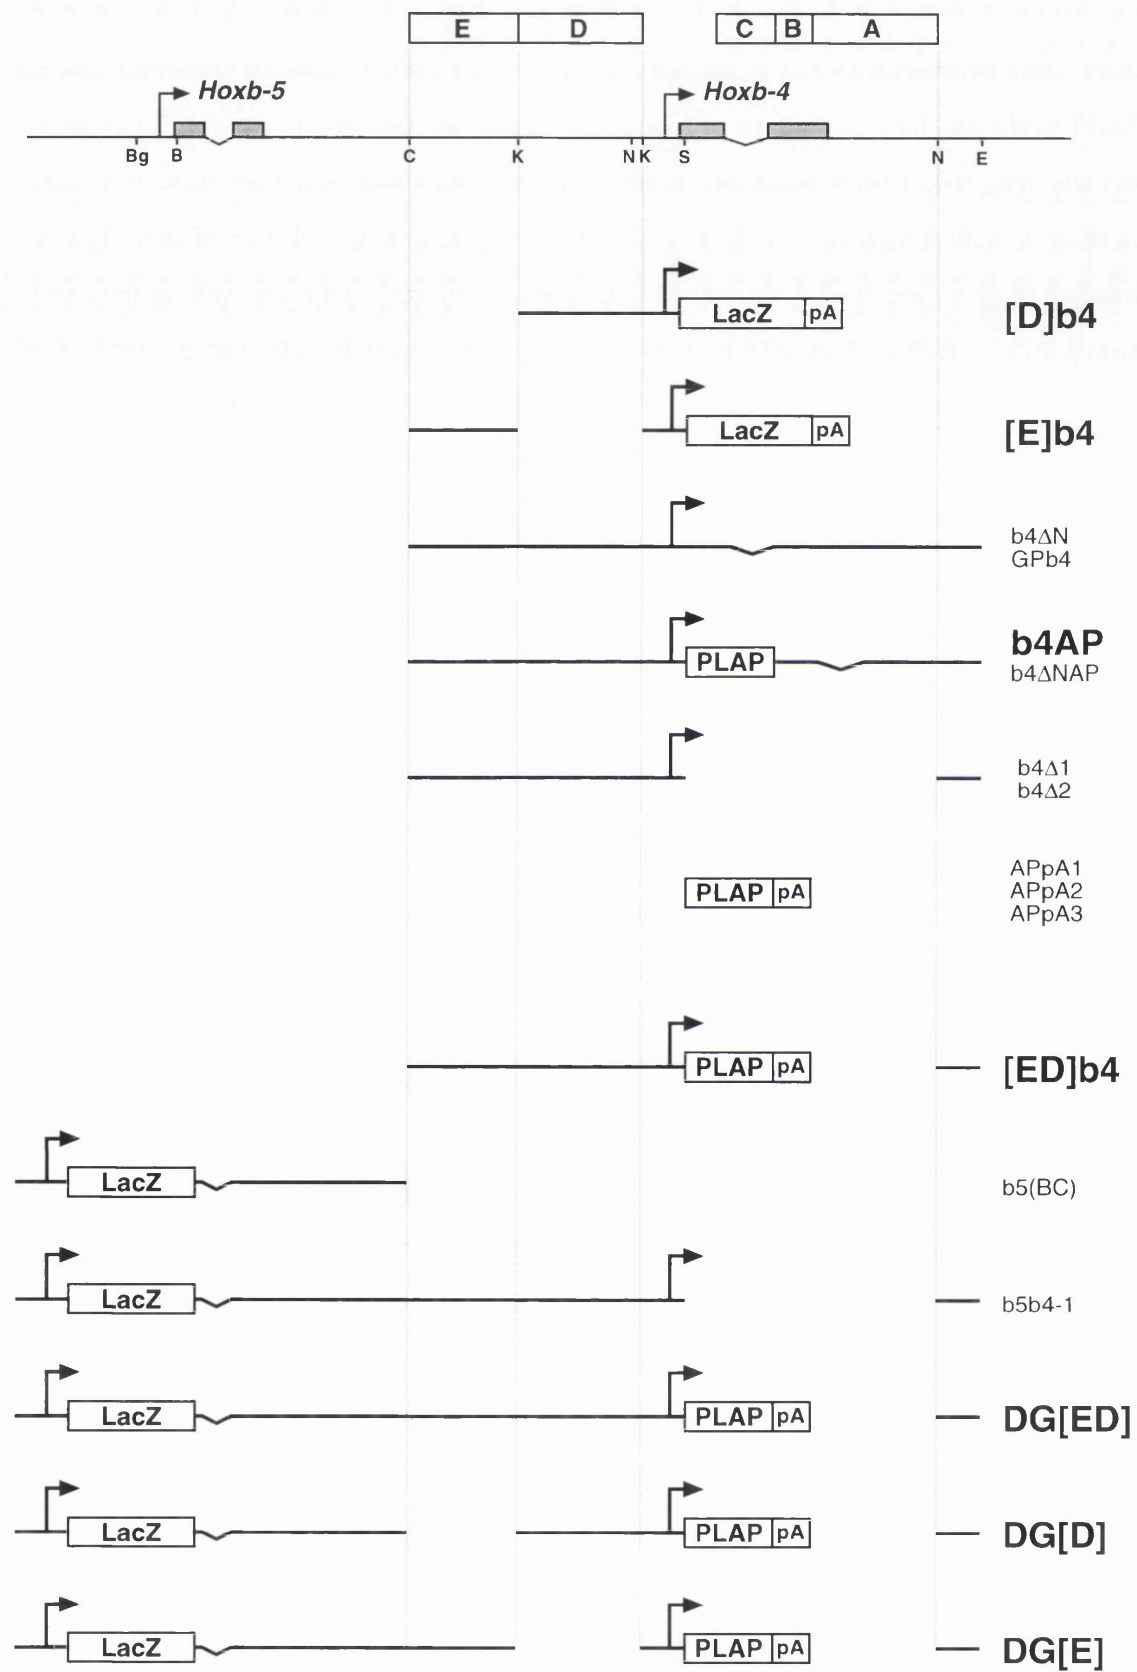 E D C B A
Hoxb-5 Hoxb-4
Bg B C K N K S N E
LacZ pA [D]b4
LacZ pA [E]b4
b4ΔN
GPb4
b4AP
PLAP
b4ΔNAP
b4Δ1
b4Δ2
APpA1
PLAP pA APpA2
APpA3
PLAP pA [ED]b4
LacZ b5(BC)
LacZ b5b4-1
LacZ PLAP pA DG[ED]
LacZ PLAP pA DG[D]
LacZ PLAP pA DG[E]